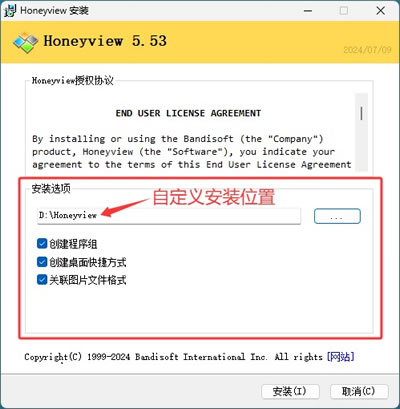 Honeyview 安装
Honeyview 5.53
2024/07/09
Honeyview授权协议
END USER LICENSE AGREEMENT
By installing or using the Bandisoft (the "Company")
product, Honeyview (the "Software"), you indicate your
agreement to the terms of this End User License Agreement
安装选项
自定义安装位置
D:\Honeyview
...
创建程序组
创建桌面快捷方式
关联图片文件格式
Copyright(C) 1999-2024 Bandisoft International Inc. All rights [网站]
安装(I)
取消(C)